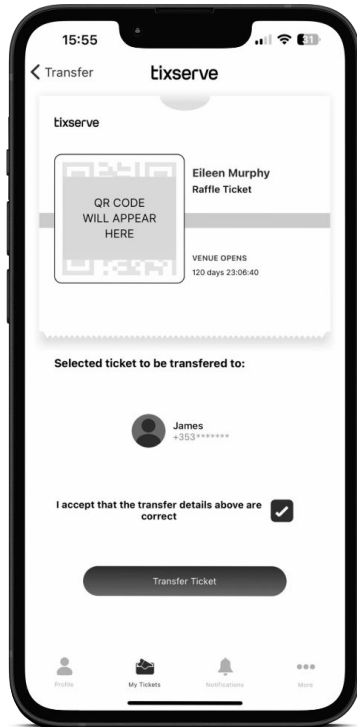 15:55
31
Transfer
tixserve
tixserve
Eileen Murphy
Raffle Ticket
QR CODE
WILL APPEAR
HERE
VENUE OPENS
120 days 23:06:40
Selected ticket to be transfered to:
James
+353*******
I accept that the transfer details above are
correct
Transfer Ticket
Profile
My Tickets
Notifications
More